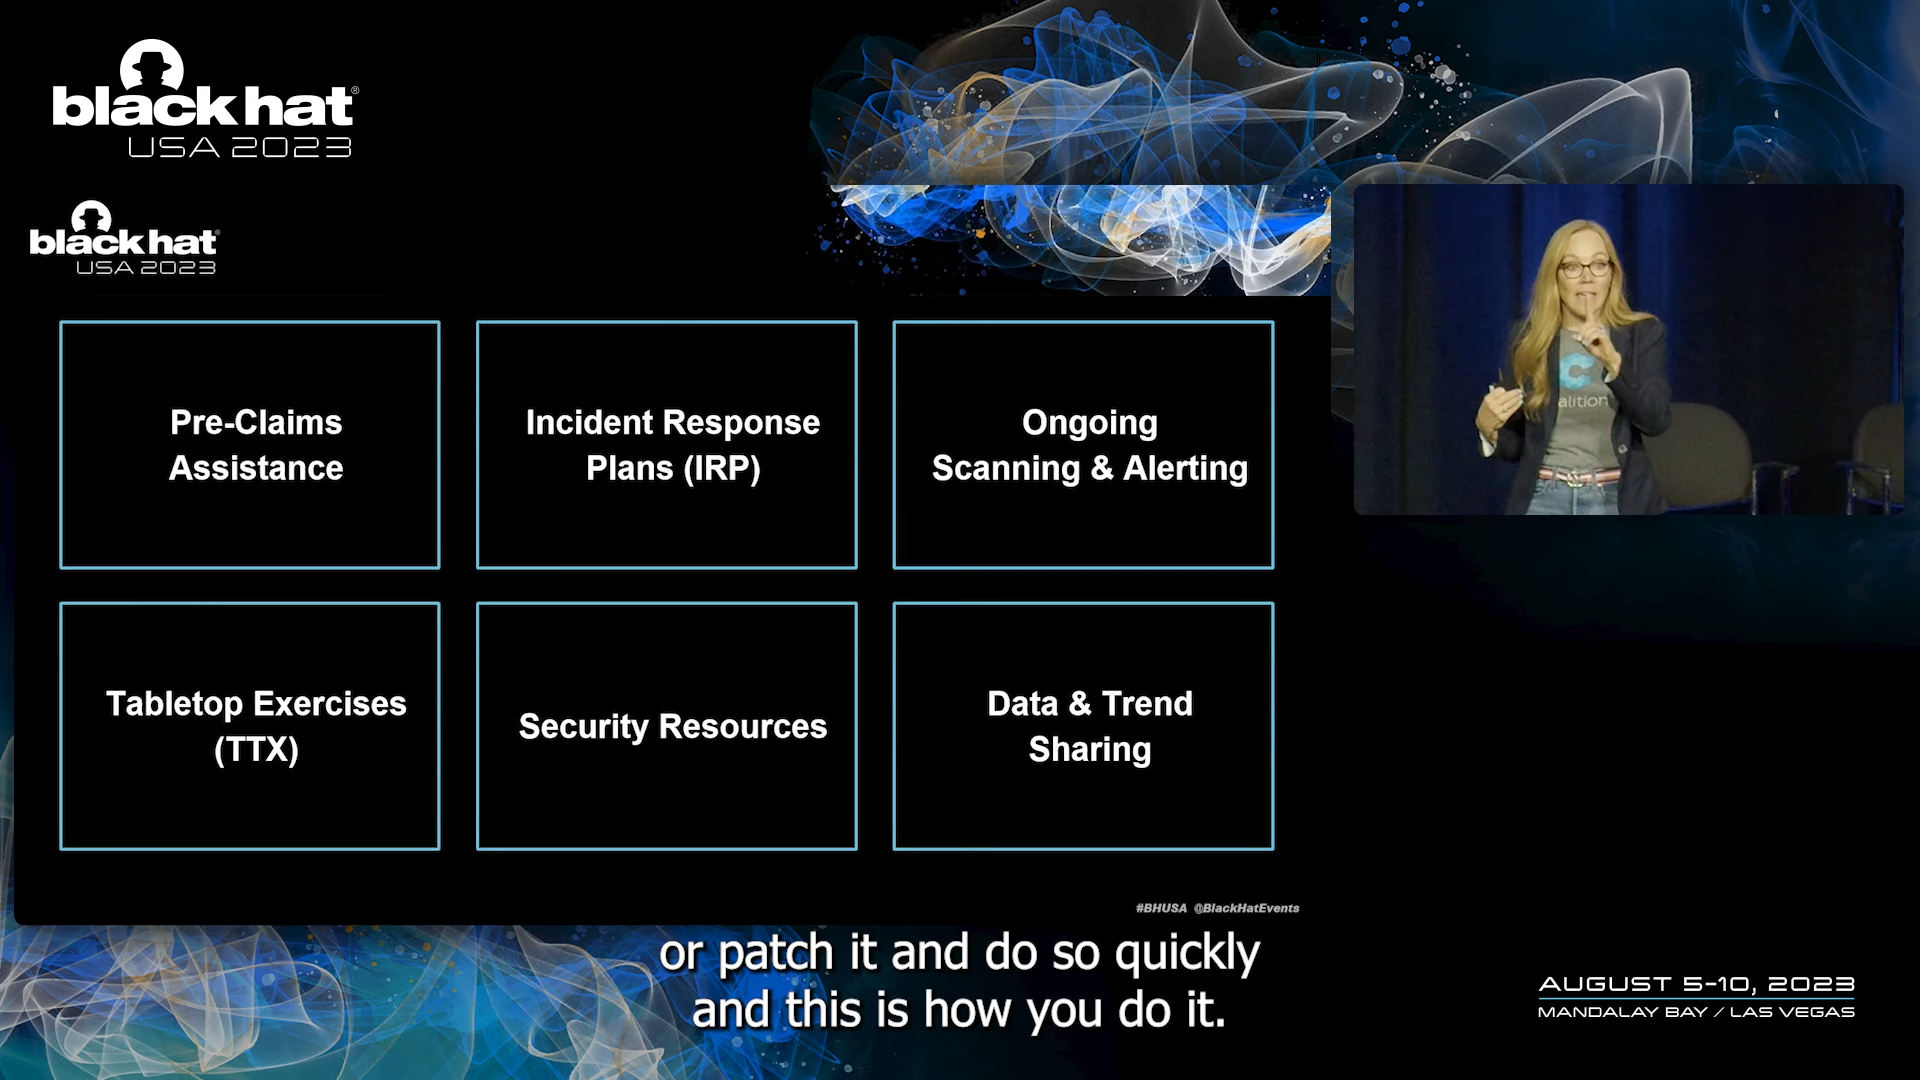 black hat®
USA 2023
black hat
USA 2023
Pre-Claims
Assistance
Incident Response
Plans (IRP)
Ongoing
Scanning & Alerting
Tabletop Exercises
(TTX)
Security Resources
Data & Trend
Sharing
#BHUSA @BlackHatEvents
C
alition
or patch it and do so quickly
and this is how you do it.
AUGUST 5-10, 2023
MANDALAY BAY / LAS VEGAS